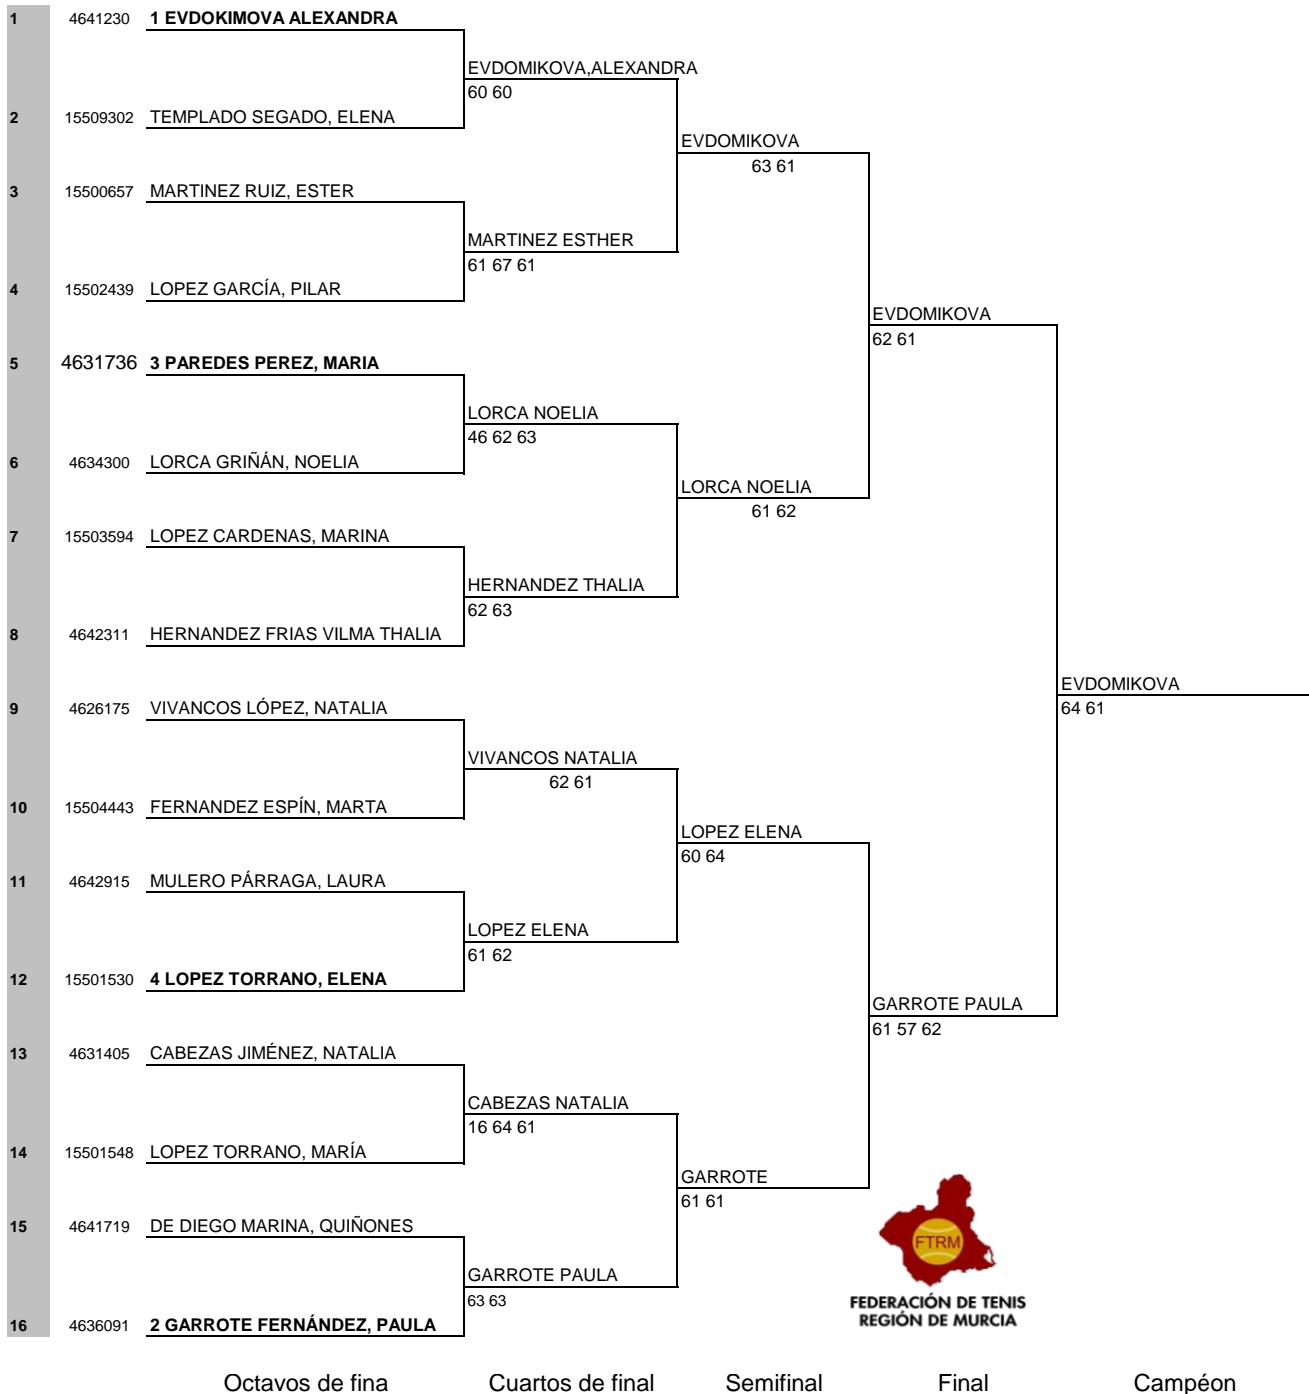 1 4641230 1 EVDOKIMOVA ALEXANDRA
EVDOMIKOVA,ALEXANDRA
60 60
2 15509302 TEMPLADO SEGADO, ELENA
EVDOMIKOVA
63 61
3 15500657 MARTINEZ RUIZ, ESTER
MARTINEZ ESTHER
61 67 61
4 15502439 LOPEZ GARCÍA, PILAR
EVDOMIKOVA
62 61
5 4631736 3 PAREDES PEREZ, MARIA
LORCA NOELIA
46 62 63
6 4634300 LORCA GRIÑÁN, NOELIA
LORCA NOELIA
61 62
7 15503594 LOPEZ CARDENAS, MARINA
HERNANDEZ THALIA
62 63
8 4642311 HERNANDEZ FRIAS VILMA THALIA
EVDOMIKOVA
64 61
9 4626175 VIVANCOS LÓPEZ, NATALIA
VIVANCOS NATALIA
62 61
10 15504443 FERNANDEZ ESPÍN, MARTA
LOPEZ ELENA
60 64
11 4642915 MULERO PÁRRAGA, LAURA
LOPEZ ELENA
61 62
12 15501530 4 LOPEZ TORRANO, ELENA
GARROTE PAULA
61 57 62
13 4631405 CABEZAS JIMÉNEZ, NATALIA
CABEZAS NATALIA
16 64 61
14 15501548 LOPEZ TORRANO, MARÍA
GARROTE
61 61
15 4641719 DE DIEGO MARINA, QUIÑONES
FTRM
GARROTE PAULA
63 63
FEDERACIÓN DE TENIS
REGIÓN DE MURCIA
16 4636091 2 GARROTE FERNÁNDEZ, PAULA
Octavos de fina Cuartos de final Semifinal Final Campéon